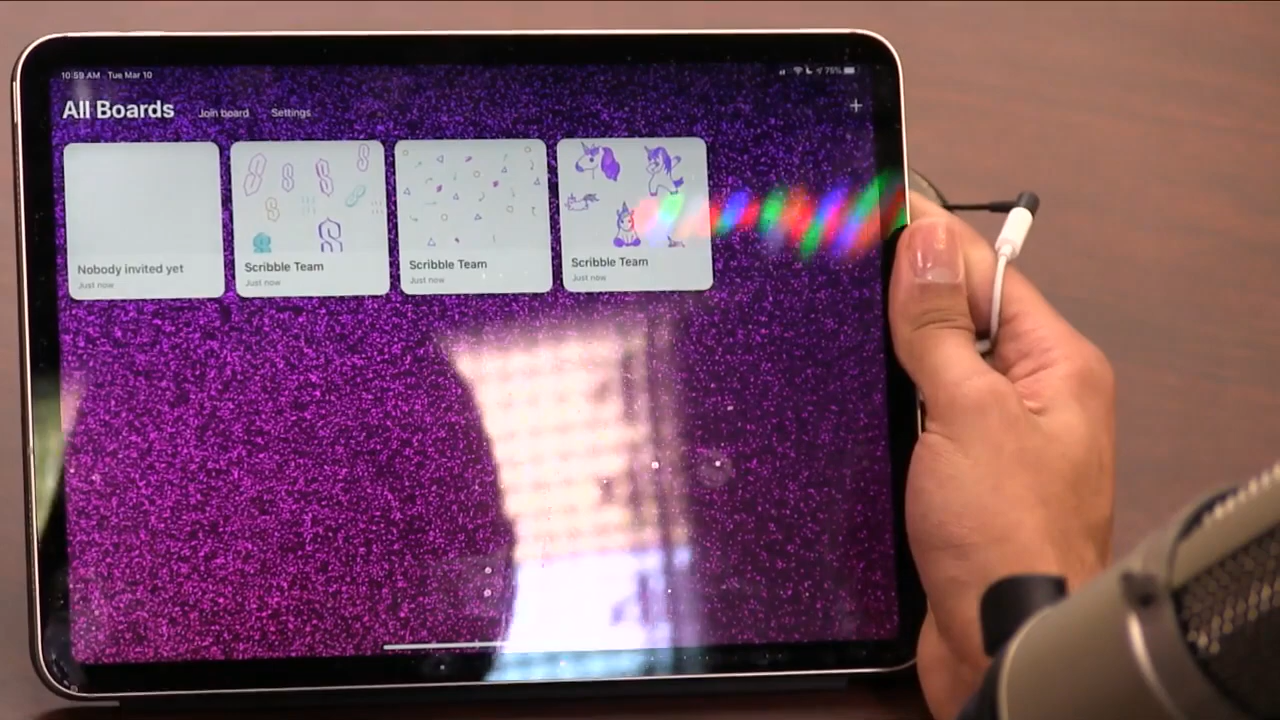 10:59 AM Tue Mar 10
75%
All Boards Join board Settings
+
Nobody invited yet
Just now
Scribble Team
Just now
Scribble Team
Just now
Scribble Team
Just now